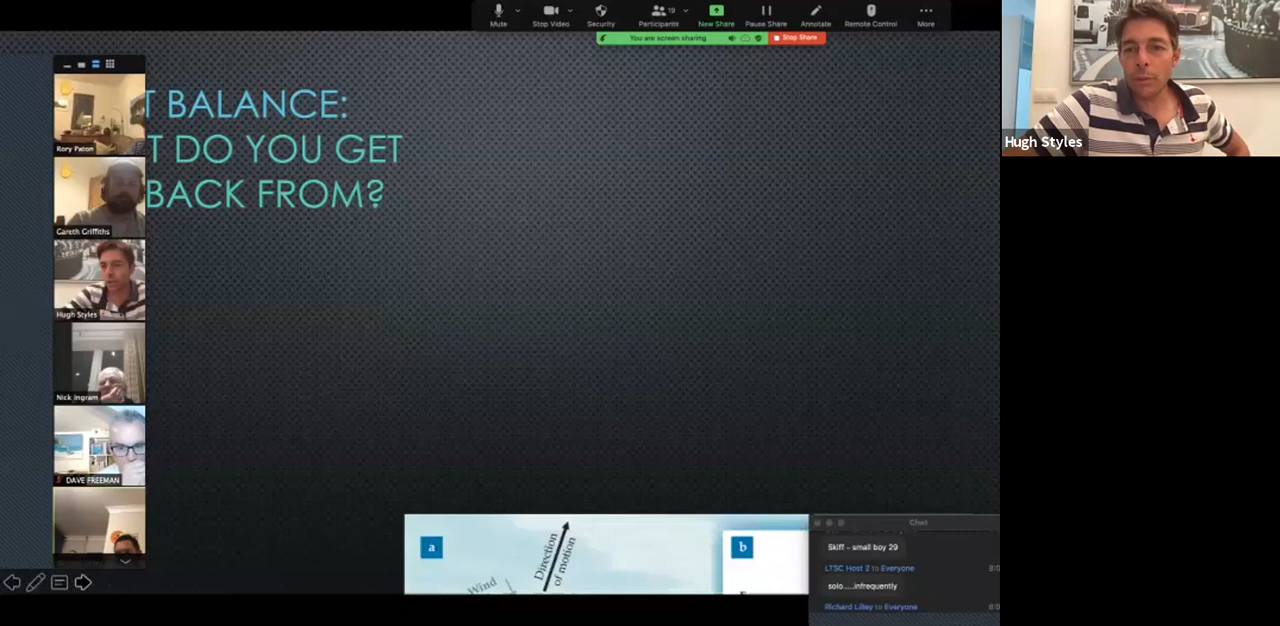 Mute
Stop Video
Security
Participants
19
New Share
Pause Share
Annotate
Remote Control
More
You are screen sharing
Stop Share
T BALANCE:
T DO YOU GET
BACK FROM?
Rory Paton
Gareth Griffiths
Hugh Styles
Nick Ingram
DAVE FREEMAN
Hugh Styles
a
Wind
Direction
of motion
b
Chat
Skiff - small boy 29
LTSC Host 2 to Everyone
solo.....infrequently
Richard Lilley to Everyone